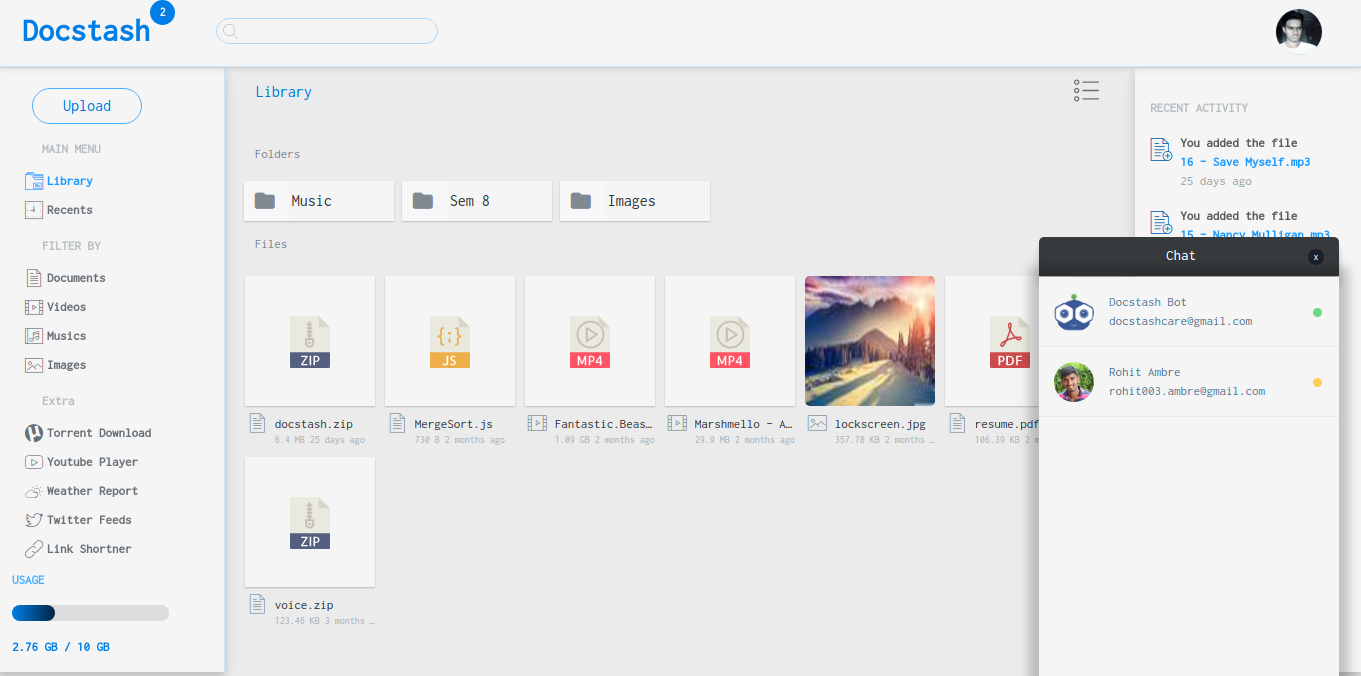 Docstash
2
Upload
MAIN MENU
Library
Recents
FILTER BY
Documents
Videos
Musics
Images
Extra
Torrent Download
Youtube Player
Weather Report
Twitter Feeds
Link Shortner
USAGE
2.76 GB / 10 GB
Library
Folders
Music
Sem 8
Images
Files
ZIP
JS
MP4
MP4
PDF
docstash.zip
6.4 MB 25 days ago
MergeSort.js
730 B 2 months ago
Fantastic.Beas…
1.09 GB 2 months ago
Marshmello - A…
29.9 MB 2 months ago
lockscreen.jpg
357.78 KB 2 months …
resume.pdf
106.39 KB 2
ZIP
voice.zip
123.46 KB 3 months …
RECENT ACTIVITY
You added the file
16 - Save Myself.mp3
25 days ago
You added the file
15 - Nancy Mulligan.mp3
Chat
x
Docstash Bot
docstashcare@gmail.com
Rohit Ambre
rohit003.ambre@gmail.com